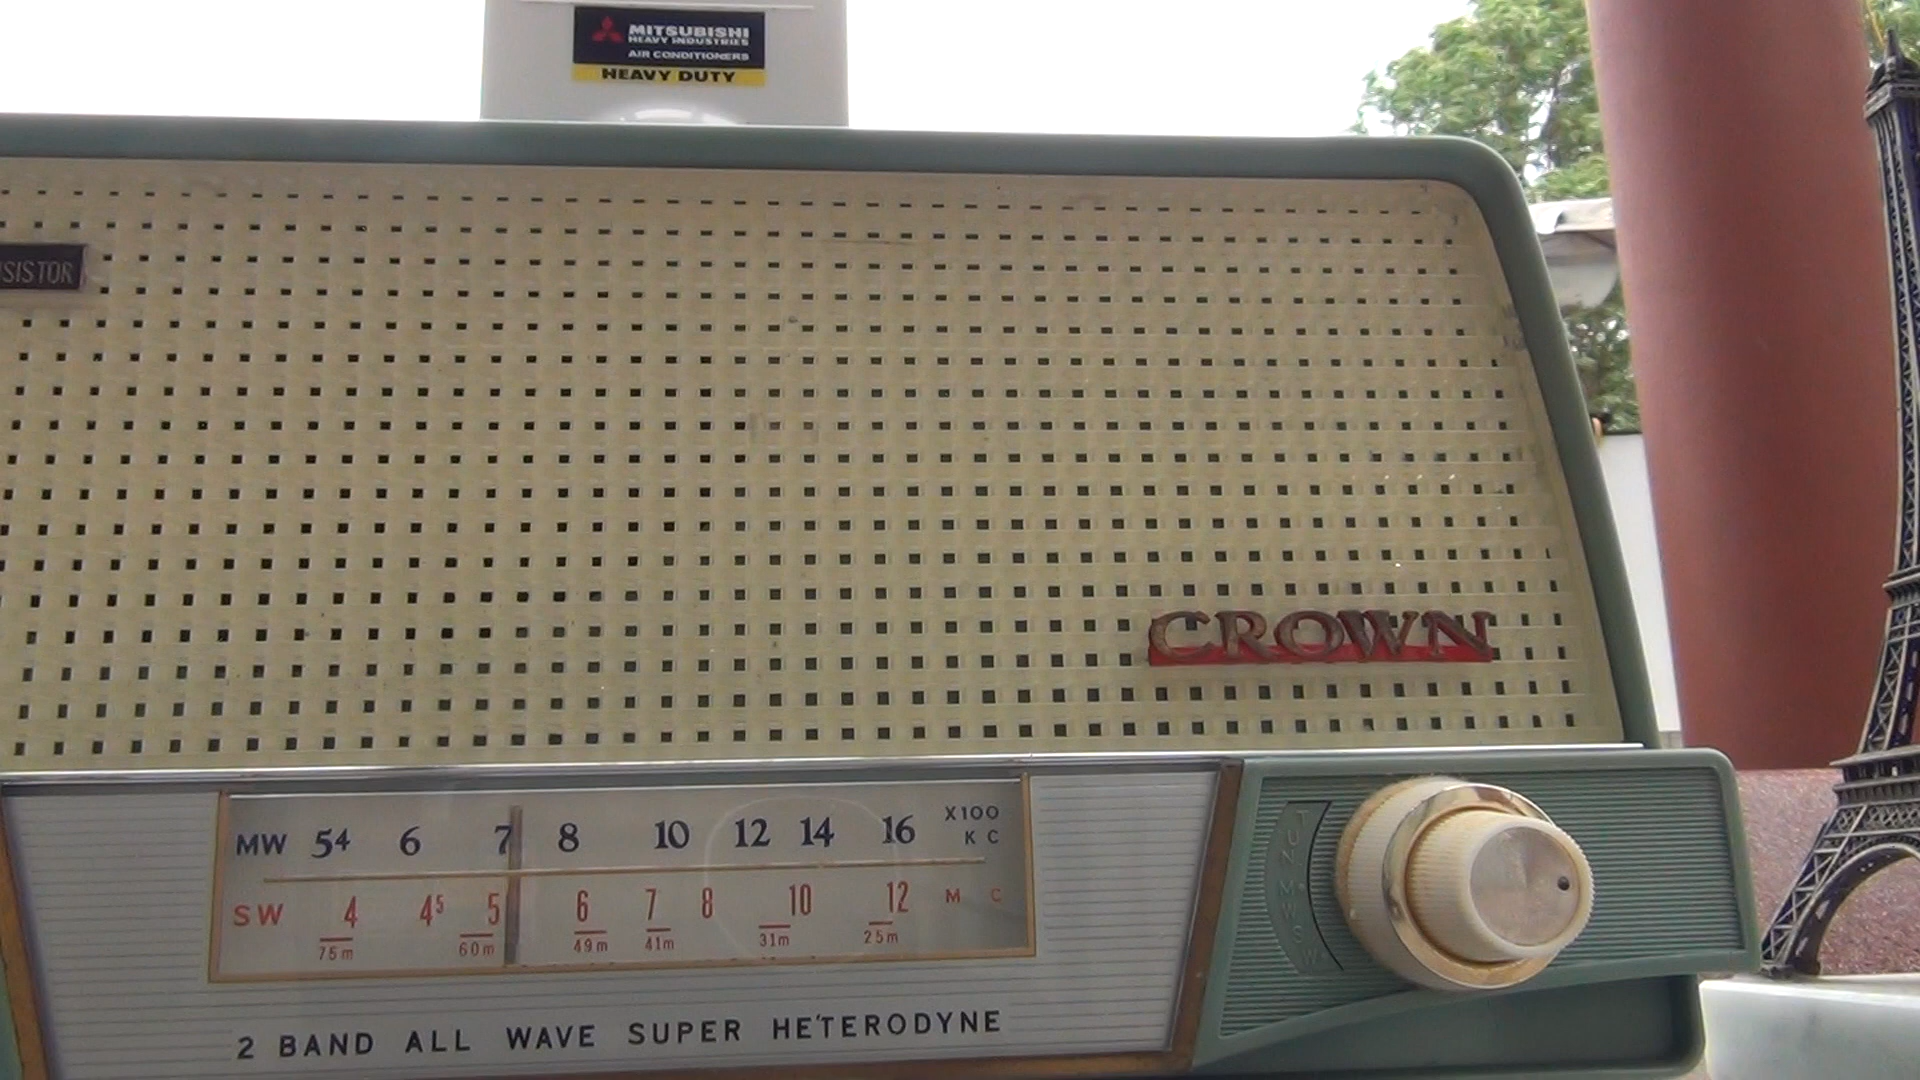 MITSUBISHI
HEAVY INDUSTRIES
AIR CONDITIONERS
HEAVY DUTY
SISTOR
CROWN
MW 54 6 7 8 10 12 14 16 X100 KC
SW 4 4⁵ 5 6 7 8 10 12 M C
75m 60m 49m 41m 31m 25m
TUN
MW
SW
2 BAND ALL WAVE SUPER HETERODYNE